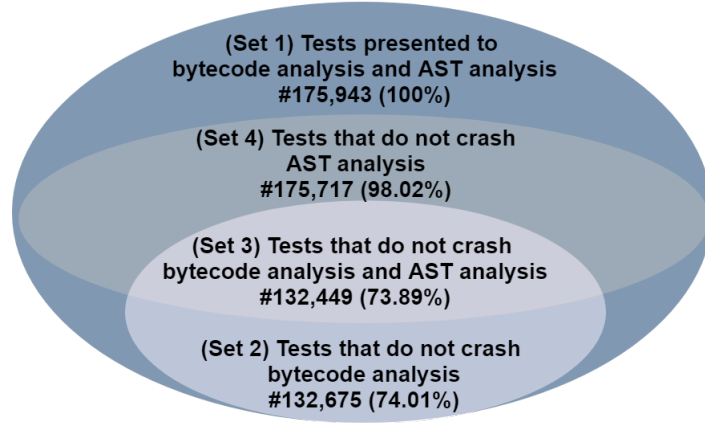 (Set 1) Tests presented to
bytecode analysis and AST analysis
#175,943 (100%)
(Set 4) Tests that do not crash
AST analysis
#175,717 (98.02%)
(Set 3) Tests that do not crash
bytecode analysis and AST analysis
#132,449 (73.89%)
(Set 2) Tests that do not crash
bytecode analysis
#132,675 (74.01%)